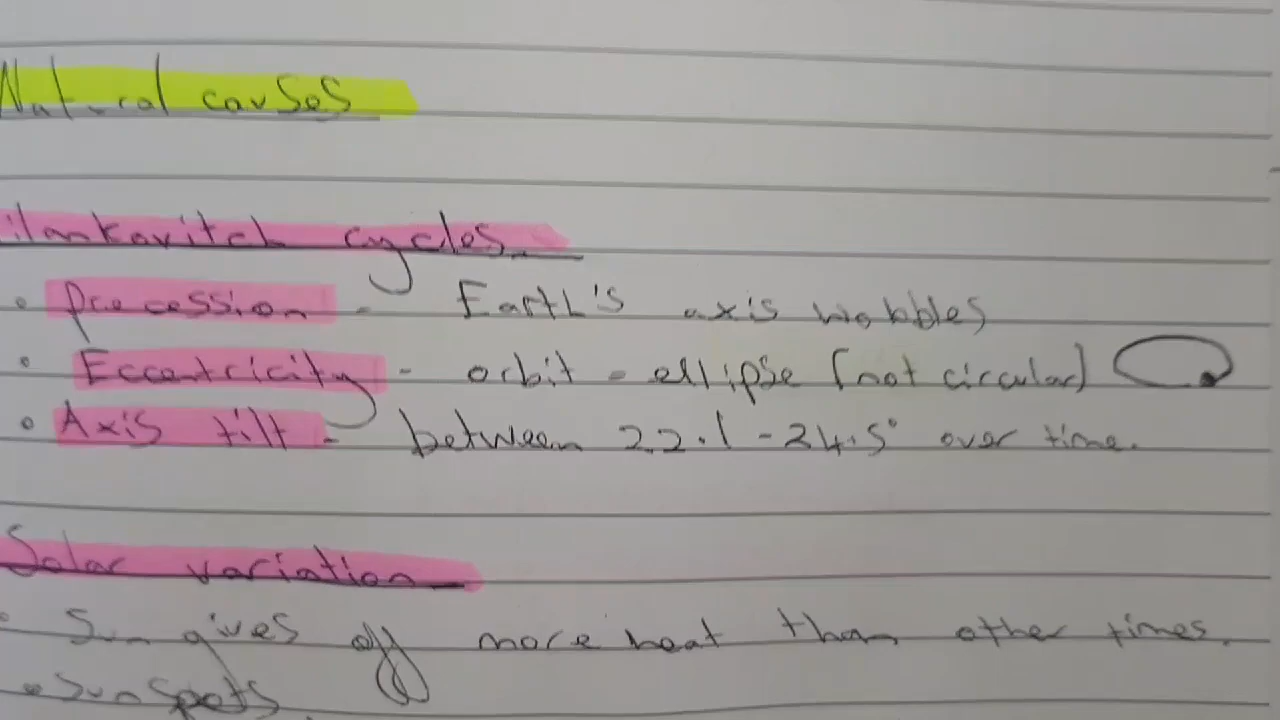 Natural causes
ilankovitch cycles
• Precession - Earth's axis wobbles
• Eccentricity - orbit - ellipse (not circular)
• Axis tilt - between 22.1 - 24.5° over time.
Solar variation
• Sun gives off more heat than other times.
• Sunspots.